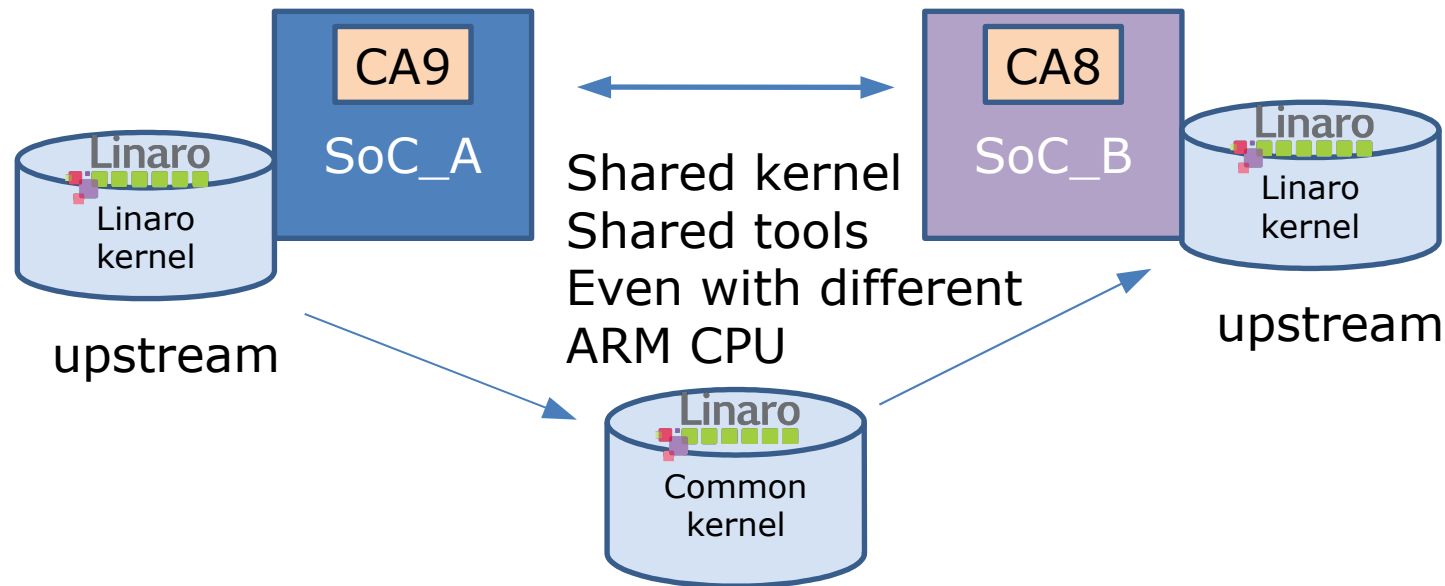 CA9
SoC_A
Linaro
Linaro
kernel
upstream
Shared kernel
Shared tools
Even with different
ARM CPU
CA8
SoC_B
Linaro
Linaro
kernel
upstream
Linaro
Common
kernel